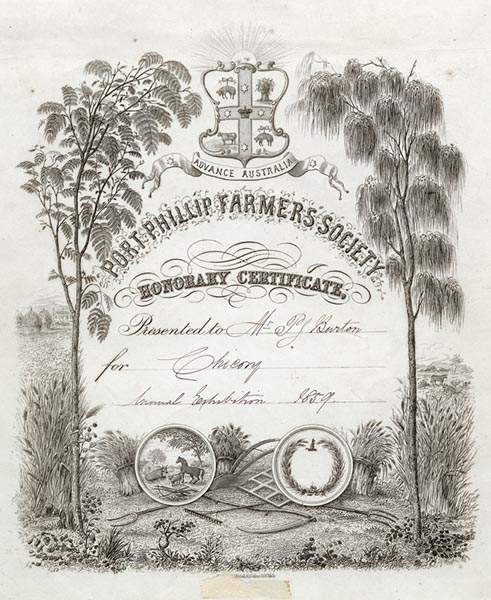 ADVANCE AUSTRALIA
PORT PHILLIP FARMERS SOCIETY
HONORARY CERTIFICATE.
Presented to Mr P J Burton
for Chicory
Annual Exhibition 1859.